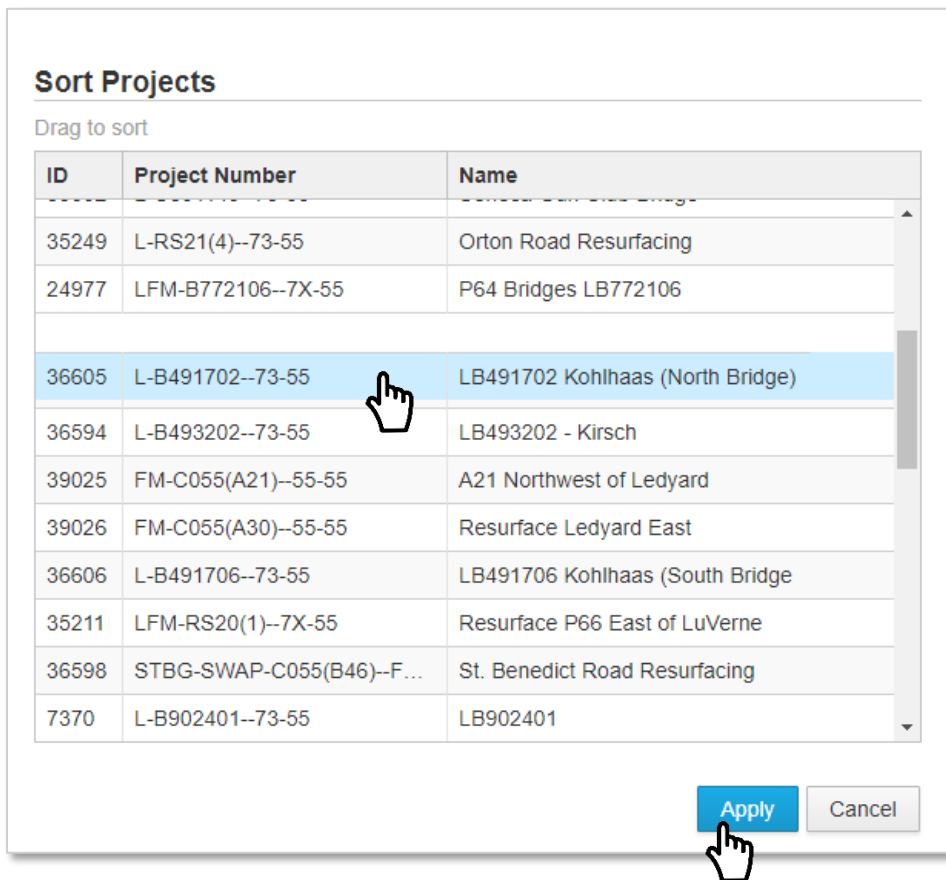 Sort Projects
Drag to sort
ID Project Number Name
35249 L-RS21(4)--73-55 Orton Road Resurfacing
24977 LFM-B772106--7X-55 P64 Bridges LB772106
36605 L-B491702--73-55 LB491702 Kohlhaas (North Bridge)
36594 L-B493202--73-55 LB493202 - Kirsch
39025 FM-C055(A21)--55-55 A21 Northwest of Ledyard
39026 FM-C055(A30)--55-55 Resurface Ledyard East
36606 L-B491706--73-55 LB491706 Kohlhaas (South Bridge
35211 LFM-RS20(1)--7X-55 Resurface P66 East of LuVerne
36598 STBG-SWAP-C055(B46)--F... St. Benedict Road Resurfacing
7370 L-B902401--73-55 LB902401
Apply Cancel